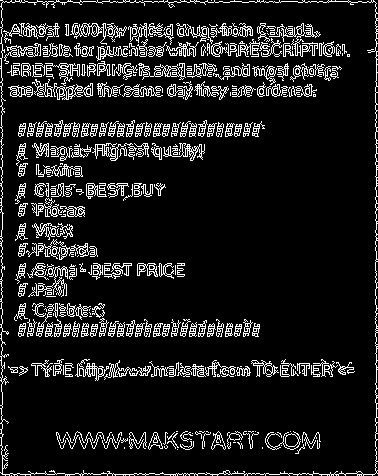 Almost 1000 low priced drugs from Canada,
available for purchase with NO PRESCRIPTION.
FREE SHIPPING is available, and most orders
are shipped the same day they are ordered.
############################
# Viagra - Highest quality!
# Levitra
# Cialis - BEST BUY
# Prozac
# Vioxx
# Propecia
# Soma - BEST PRICE
# Paxil
# Celebrex
############################
=> TYPE http://www.makstart.com TO ENTER <=
WWW.MAKSTART.COM